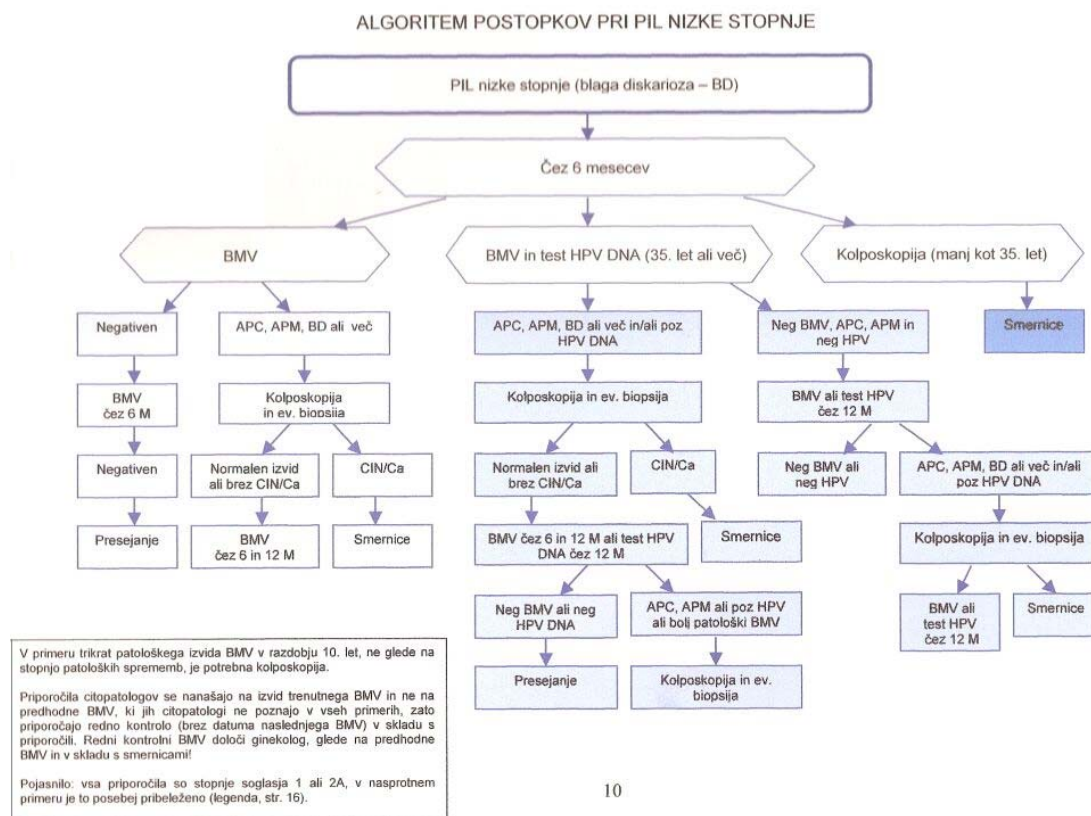 ALGORITEM POSTOPKOV PRI PIL NIZKE STOPNJE
PIL nizke stopnje (blaga diskarioza – BD)
Čez 6 mesecev
BMV
BMV in test HPV DNA (35. let ali več)
Kolposkopija (manj kot 35. let)
Negativen
APC, APM, BD ali več
APC, APM, BD ali več in/ali poz
HPV DNA
Neg BMV, APC, APM in
neg HPV
Smernice
BMV
čez 6 M
Kolposkopija
in ev. biopsija
Kolposkopija in ev. biopsija
BMV ali test HPV
čez 12 M
Negativen
Normalen izvid
ali brez CIN/Ca
CIN/Ca
Normalen izvid ali
brez CIN/Ca
CIN/Ca
Neg BMV ali
neg HPV
APC, APM, BD ali več in/ali
poz HPV DNA
Presejanje
BMV
čez 6 in 12 M
Smernice
BMV čez 6 in 12 M ali test HPV
DNA čez 12 M
Smernice
Kolposkopija in ev. biopsija
Neg BMV ali neg
HPV DNA
APC, APM ali poz HPV
ali bolj patološki BMV
BMV ali
test HPV
čez 12 M
Smernice
Presejanje
Kolposkopija in ev.
biopsija
V primeru trikrat patološkega izvida BMV v razdobju 10. let, ne glede na
stopnjo patoloških sprememb, je potrebna kolposkopija.
Priporočila citopatologov se nanašajo na izvid trenutnega BMV in ne na
predhodne BMV, ki jih citopatologi ne poznajo v vseh primerih, zato
priporočajo redno kontrolo (brez datuma naslednjega BMV) v skladu s
priporočili. Redni kontrolni BMV določi ginekolog, glede na predhodne
BMV in v skladu s smernicami!
Pojasnilo: vsa priporočila so stopnje soglasja 1 ali 2A, v nasprotnem
primeru je to posebej pribeleženo (legenda, str. 16).
10